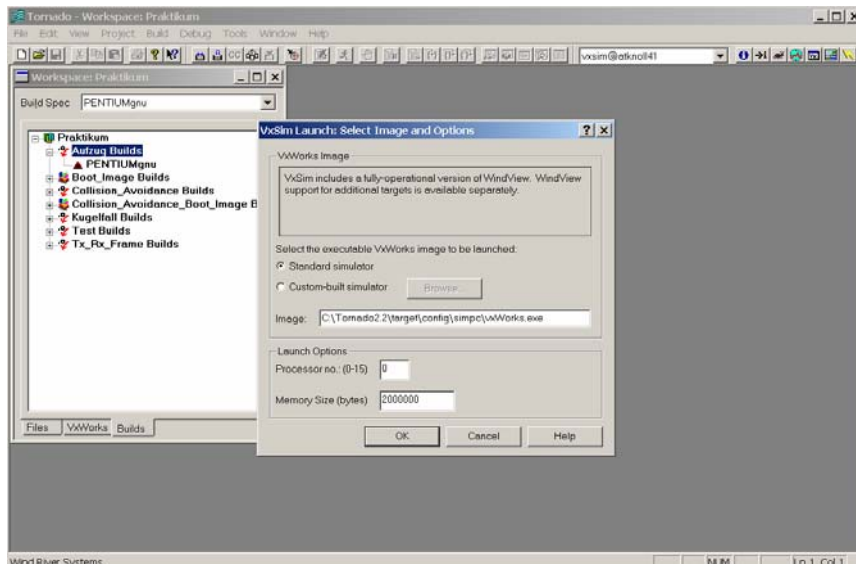 Tornado - Workspace: Praktikum
File Edit View Project Build Debug Tools Window Help
vxsim@atknoll41
Workspace: Praktikum
Build Spec PENTIUMgnu
Praktikum
Aufzug Builds
PENTIUMgnu
Boot_Image Builds
Collision_Avoidance Builds
Collision_Avoidance_Boot_Image B
Kugelfall Builds
Test Builds
Tx_Rx_Frame Builds
Files VxWorks Builds
VxSim Launch: Select Image and Options
VxWorks Image
VxSim includes a fully-operational version of WindView. WindView
support for additional targets is available separately.
Select the executable VxWorks image to be launched:
Standard simulator
Custom-built simulator Browse...
Image: C:\Tornado2.2\target\config\simpc\vxWorks.exe
Launch Options
Processor no.: (0-15) 0
Memory Size (bytes) 2000000
OK Cancel Help
Wind River Systems NUM Ln 1, Col 1